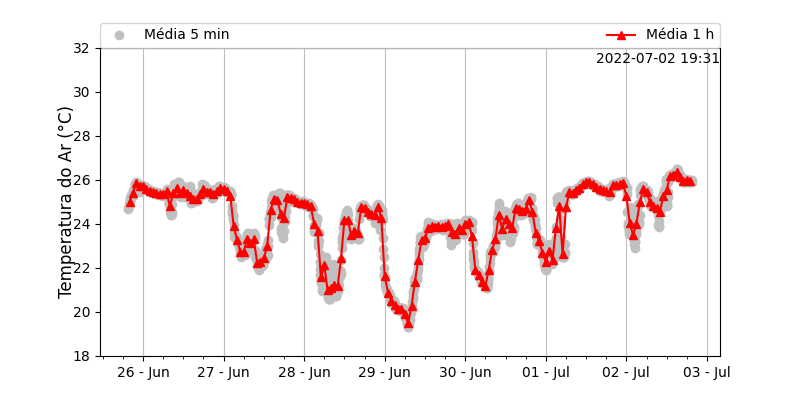 Média 5 min
Média 1 h
2022-07-02 19:31
Temperatura do Ar (°C)
32
30
28
26
24
22
20
18
26 - Jun
27 - Jun
28 - Jun
29 - Jun
30 - Jun
01 - Jul
02 - Jul
03 - Jul